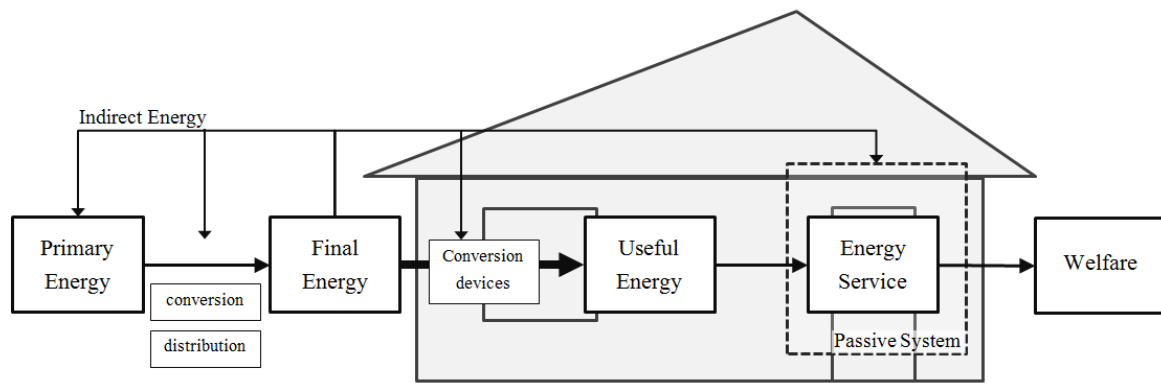 Indirect Energy
Primary
Energy
conversion
distribution
Final
Energy
Conversion
devices
Useful
Energy
Energy
Service
Passive System
Welfare